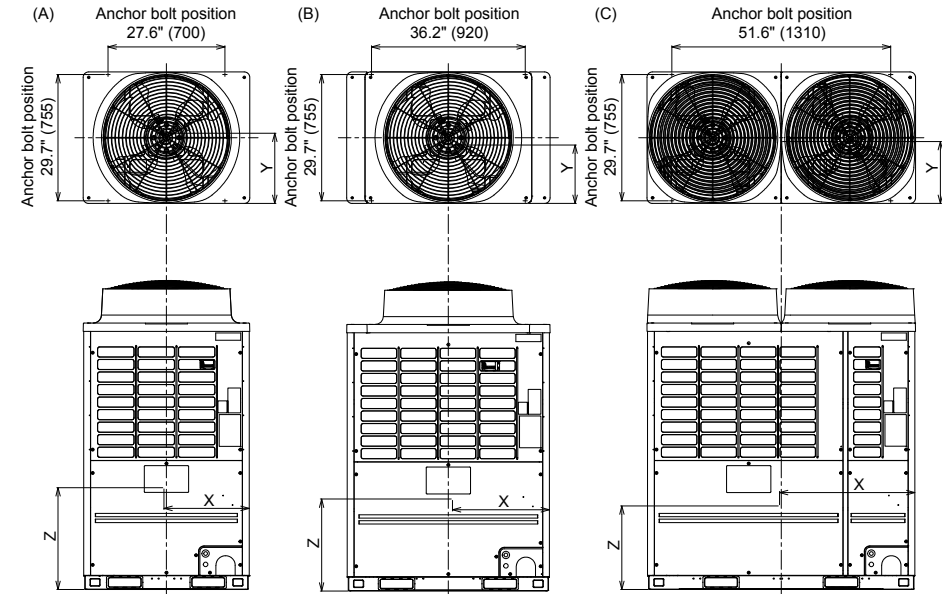 (A)
Anchor bolt position
27.6" (700)
Anchor bolt position
29.7" (755)
Y
X
Z
(B)
Anchor bolt position
36.2" (920)
Anchor bolt position
29.7" (755)
Y
X
Z
(C)
Anchor bolt position
51.6" (1310)
Anchor bolt position
29.7" (755)
Y
X
Z